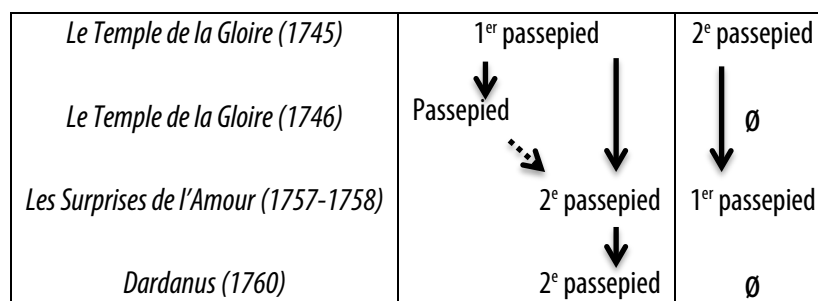 Le Temple de la Gloire (1745) 1er passepied 2e passepied
Le Temple de la Gloire (1746) Passepied Ø
Les Surprises de l'Amour (1757-1758) 2e passepied 1er passepied
Dardanus (1760) 2e passepied Ø